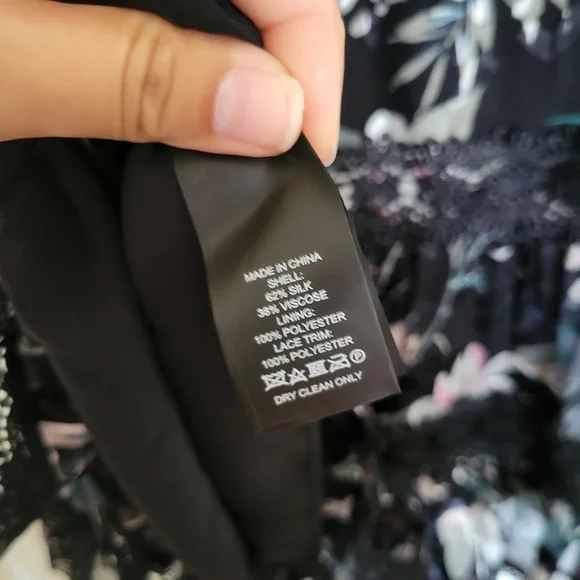 MADE IN CHINA
SHELL:
62% SILK
38% VISCOSE
LINING:
100% POLYESTER
LACE TRIM:
100% POLYESTER
P
DRY CLEAN ONLY